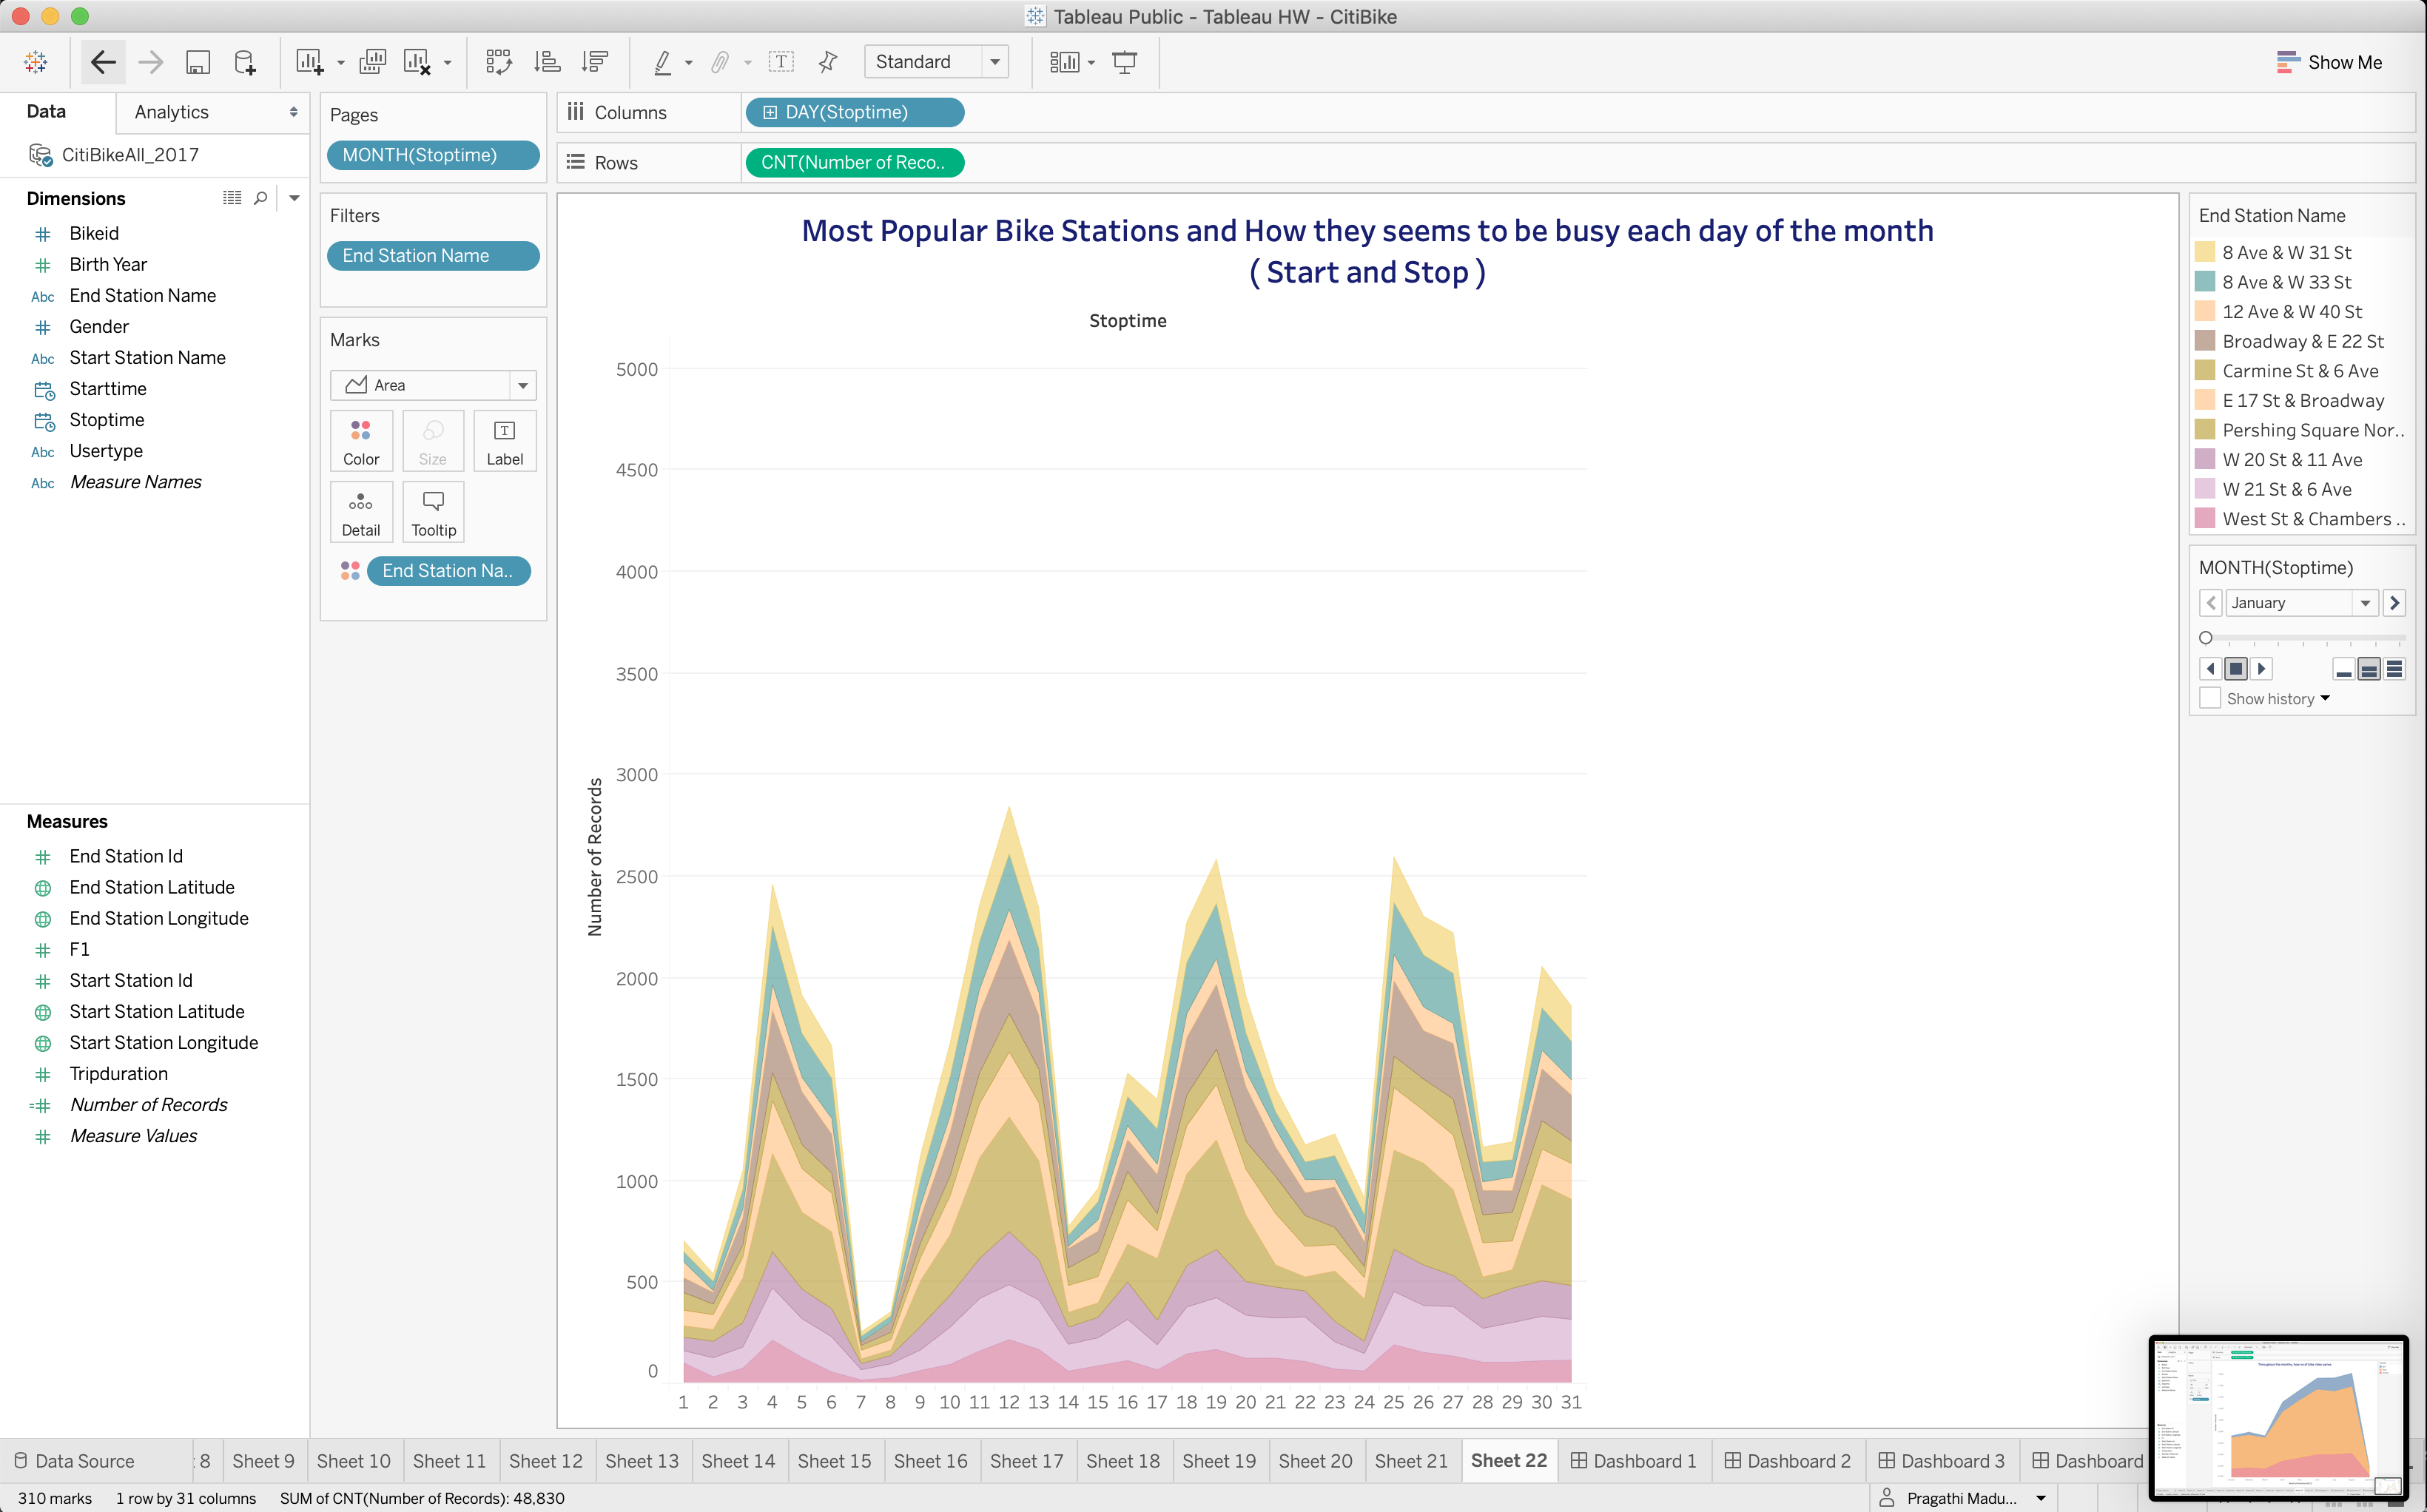 Tableau Public - Tableau HW - CitiBike
Standard
Show Me
Data
Analytics
CitiBikeAll_2017
Dimensions
Bikeid
Birth Year
Abc End Station Name
Gender
Abc Start Station Name
Starttime
Stoptime
Abc Usertype
Abc Measure Names
Measures
End Station Id
End Station Latitude
End Station Longitude
F1
Start Station Id
Start Station Latitude
Start Station Longitude
Tripduration
Number of Records
Measure Values
Pages
MONTH(Stoptime)
Filters
End Station Name
Marks
Area
Color
Size
Label
Detail
Tooltip
End Station Na..
Columns
DAY(Stoptime)
Rows
CNT(Number of Reco..
Most Popular Bike Stations and How they seems to be busy each day of the month
( Start and Stop )
Stoptime
Number of Records
5000
4500
4000
3500
3000
2500
2000
1500
1000
500
0
1 2 3 4 5 6 7 8 9 10 11 12 13 14 15 16 17 18 19 20 21 22 23 24 25 26 27 28 29 30 31
End Station Name
8 Ave & W 31 St
8 Ave & W 33 St
12 Ave & W 40 St
Broadway & E 22 St
Carmine St & 6 Ave
E 17 St & Broadway
Pershing Square Nor..
W 20 St & 11 Ave
W 21 St & 6 Ave
West St & Chambers ..
MONTH(Stoptime)
January
Show history
Data Source
8
Sheet 9
Sheet 10
Sheet 11
Sheet 12
Sheet 13
Sheet 14
Sheet 15
Sheet 16
Sheet 17
Sheet 18
Sheet 19
Sheet 20
Sheet 21
Sheet 22
Dashboard 1
Dashboard 2
Dashboard 3
Dashboard
310 marks
1 row by 31 columns
SUM of CNT(Number of Records): 48,830
Pragathi Madu...